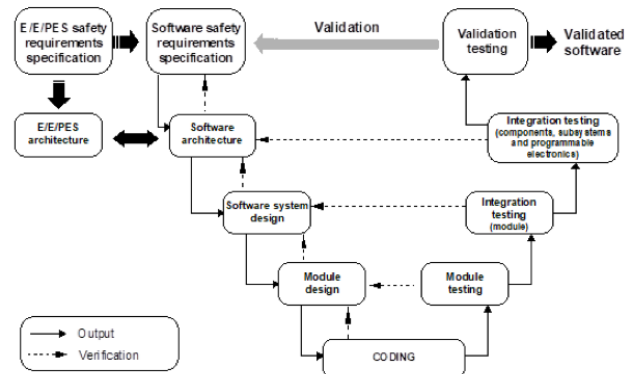 E/E/PES safety
requirements
specification
Software safety
requirements
specification
Validation
Validation
testing
Validated
software
E/E/PES
architecture
Software
architecture
Integration testing
(components, subsystems
and programmable
electronics)
Software system
design
Integration
testing
(module)
Module
design
Module
testing
Output
Verification
CODING